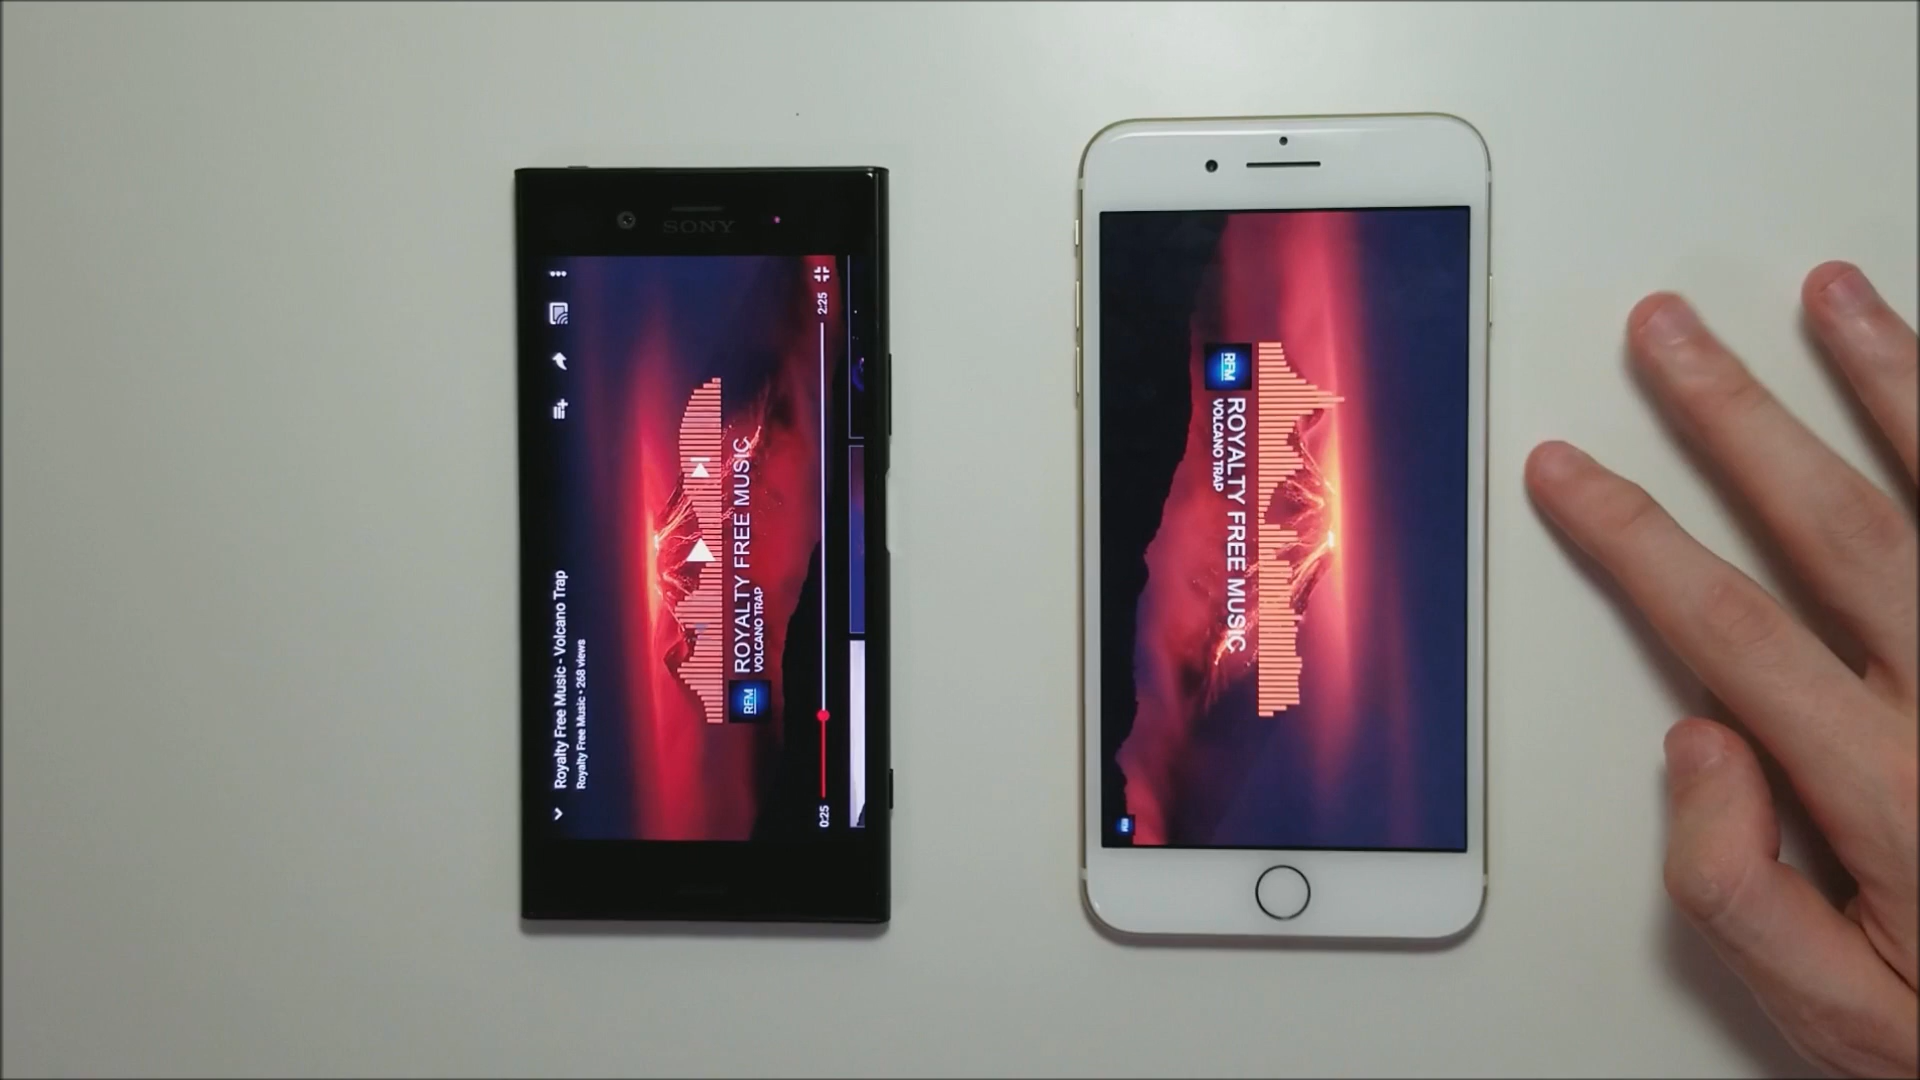 SONY
Royalty Free Music - Volcano Trap
Royalty Free Music • 268 views
ROYALTY FREE MUSIC
VOLCANO TRAP
RFM
0:25
2:25
RFM
ROYALTY FREE MUSIC
VOLCANO TRAP